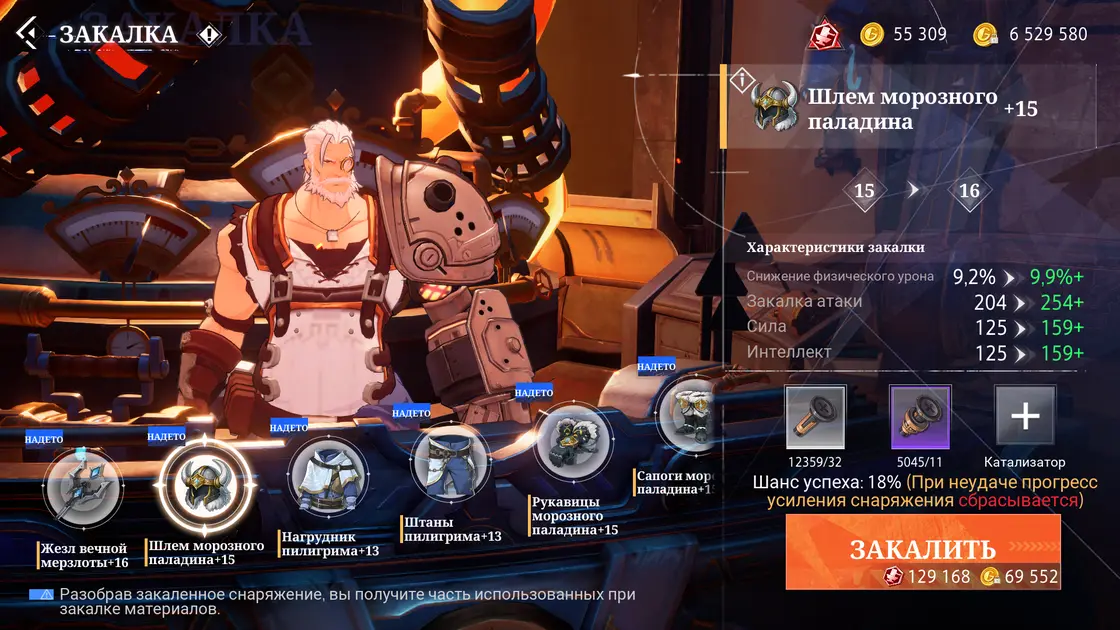 ЗАКАЛКА
55 309
6 529 580
Шлем морозного
паладина
+15
15
16
Характеристики закалки
Снижение физического урона 9,2% 9,9%+
Закалка атаки 204 254+
Сила 125 159+
Интеллект 125 159+
12359/32
5045/11
Катализатор
Шанс успеха: 18% (При неудаче прогресс
усиления снаряжения сбрасывается)
ЗАКАЛИТЬ
129 168
69 552
НАДЕТО
Жезл вечной
мерзлоты+16
НАДЕТО
Шлем морозного
паладина+15
НАДЕТО
Нагрудник
пилигрима+13
НАДЕТО
Штаны
пилигрима+13
НАДЕТО
Рукавицы
морозного
паладина+15
НАДЕТО
Сапоги мор
паладина+1
Разобрав закаленное снаряжение, вы получите часть использованных при
закалке материалов.